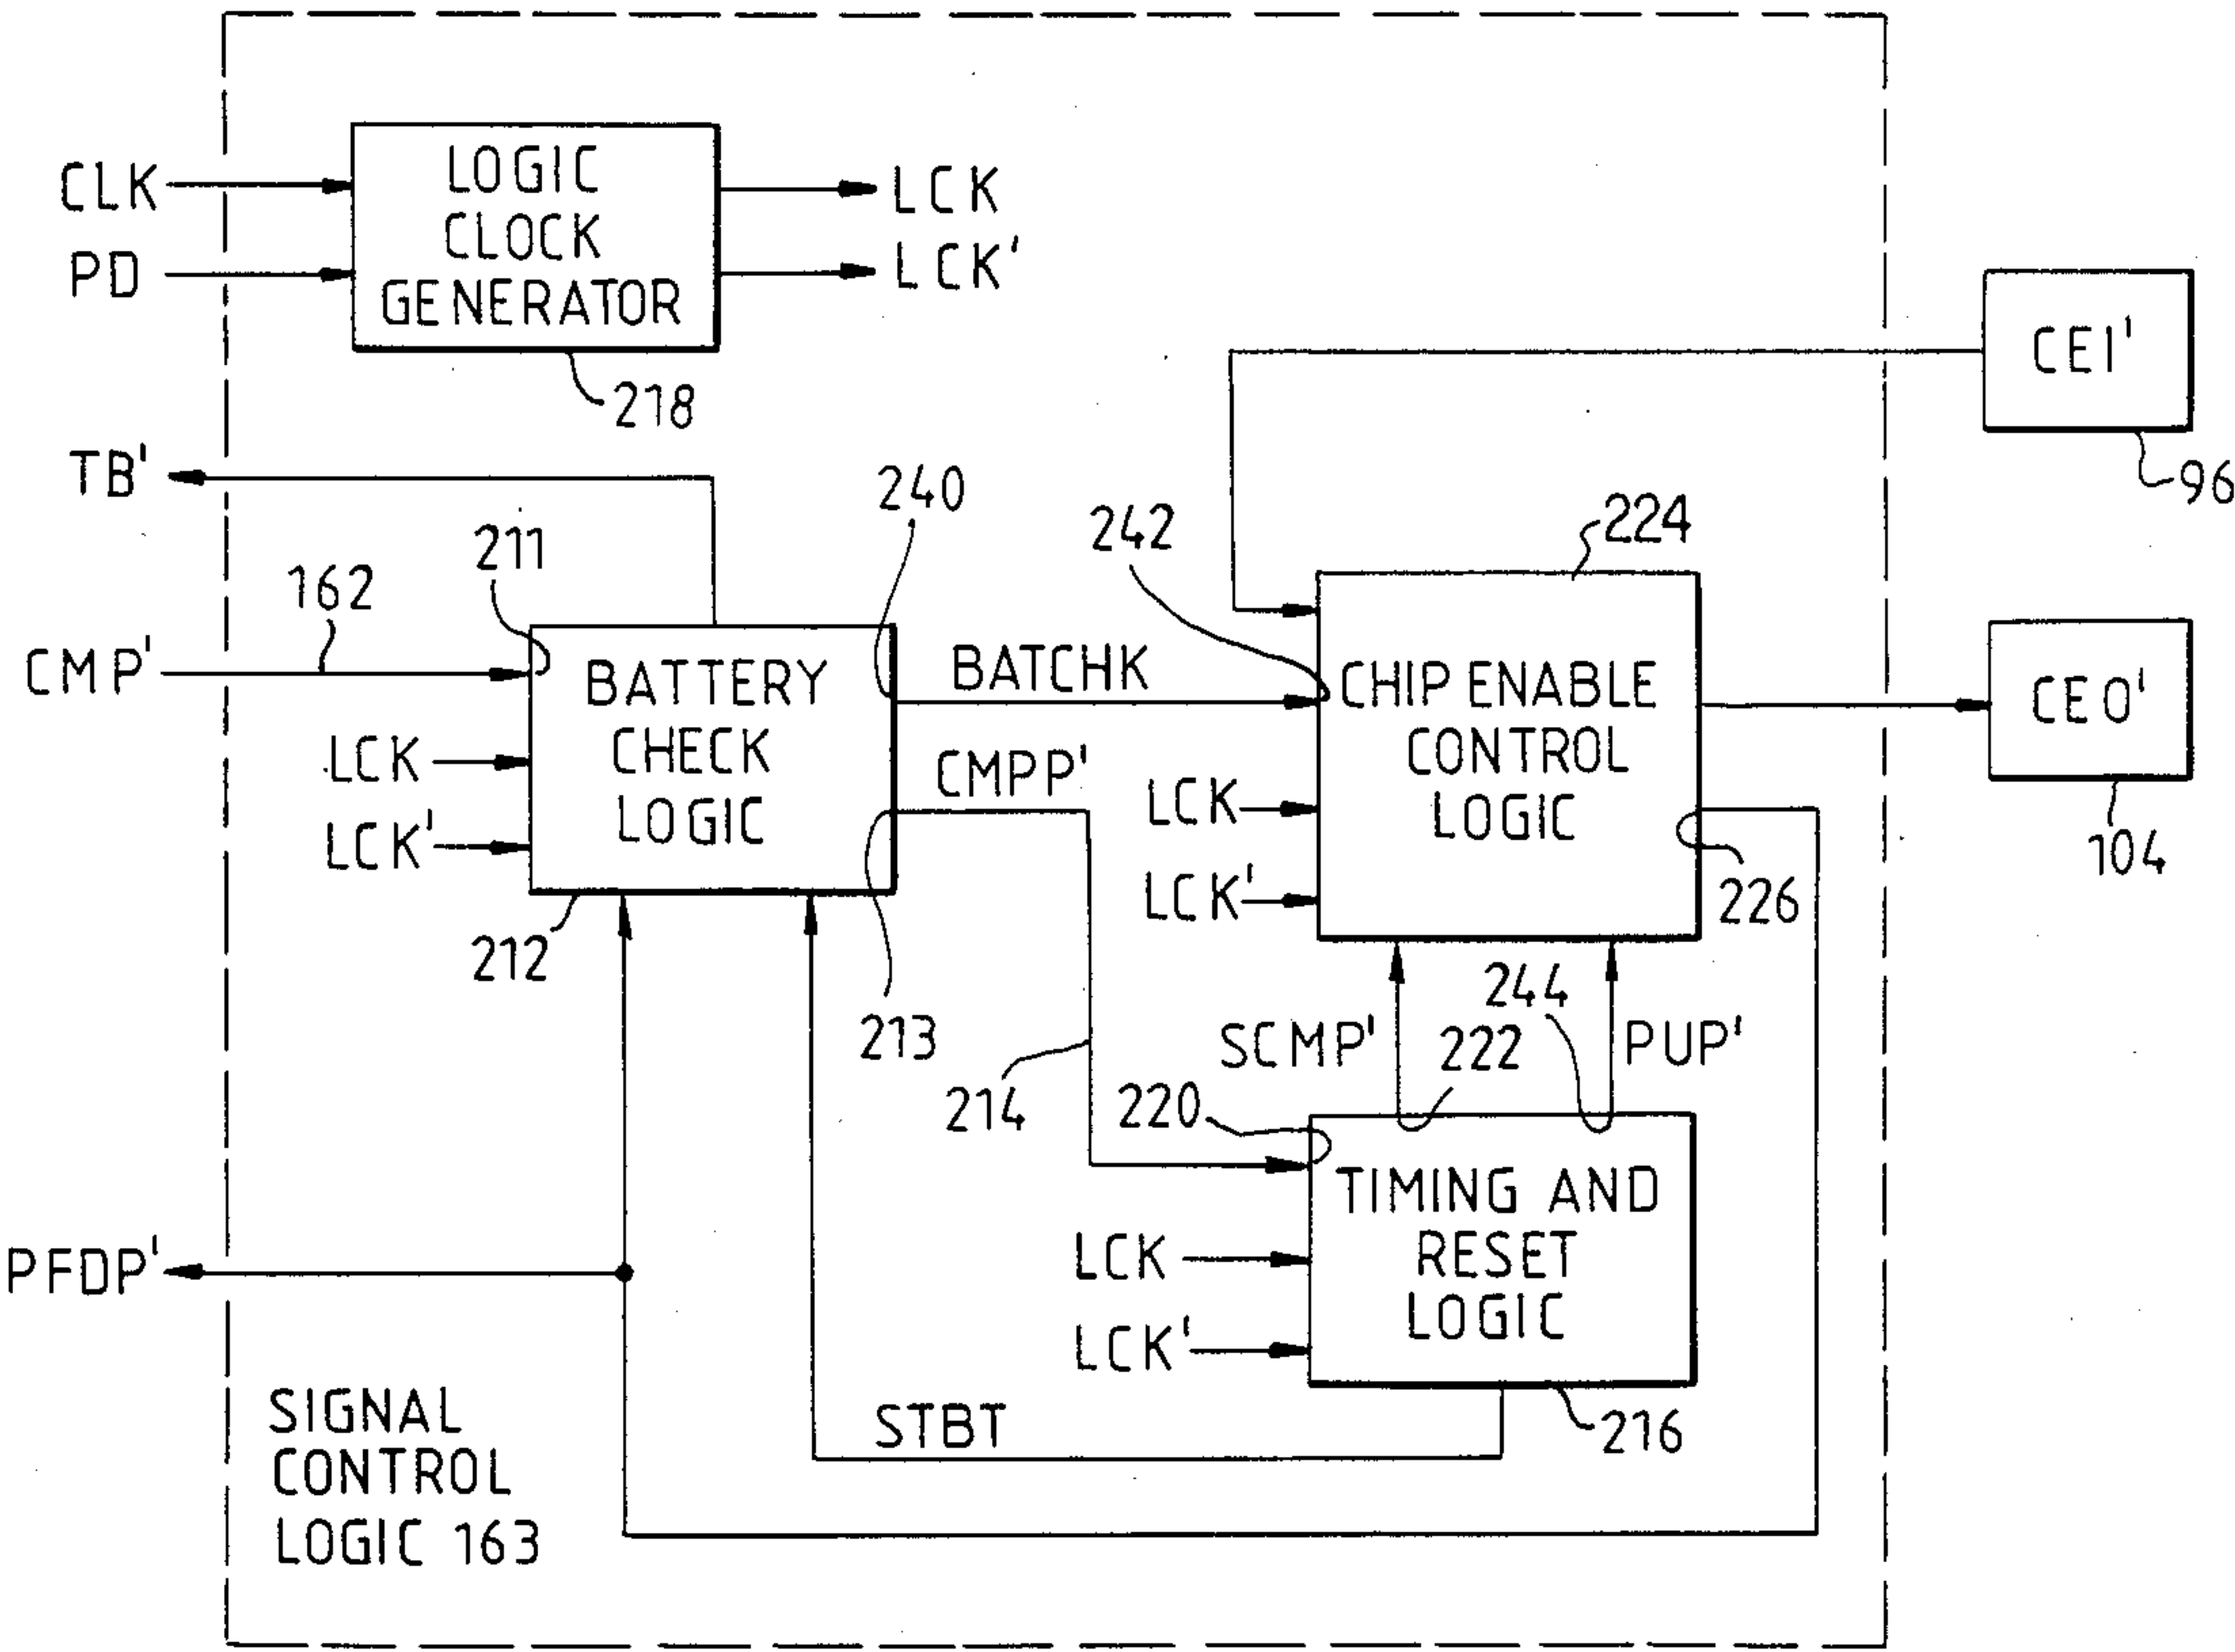 CLK
PD
LOGIC
CLOCK
GENERATOR
LCK
LCK'
218
CEI'
96
TB'
240
211
242
224
162
CMP'
BATTERY
CHECK
LOGIC
LCK
LCK'
212
BATCHK
CMPP'
213
CHIP ENABLE
CONTROL
LOGIC
LCK
LCK'
226
CEO'
104
244
SCMP'
222
PUP'
214
220
TIMING AND
RESET
LOGIC
LCK
LCK'
216
PFDP'
STBT
SIGNAL
CONTROL
LOGIC 163